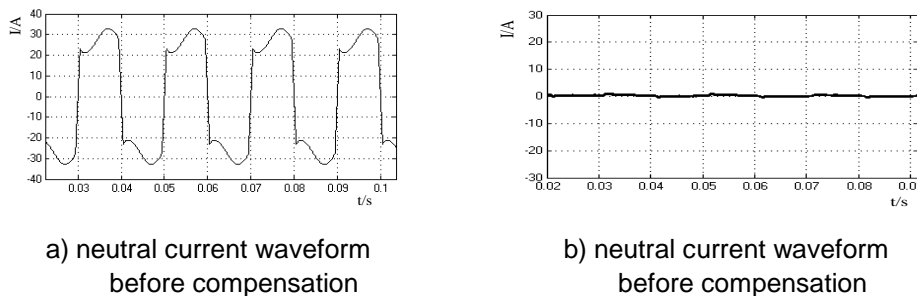 I/A
40
30
20
10
0
-10
-20
-30
-40
0.03 0.04 0.05 0.06 0.07 0.08 0.09 0.1
t/s
I/A
30
20
10
0
-10
-20
-30
0.02 0.03 0.04 0.05 0.06 0.07 0.08
t/s
a) neutral current waveform
before compensation
b) neutral current waveform
before compensation